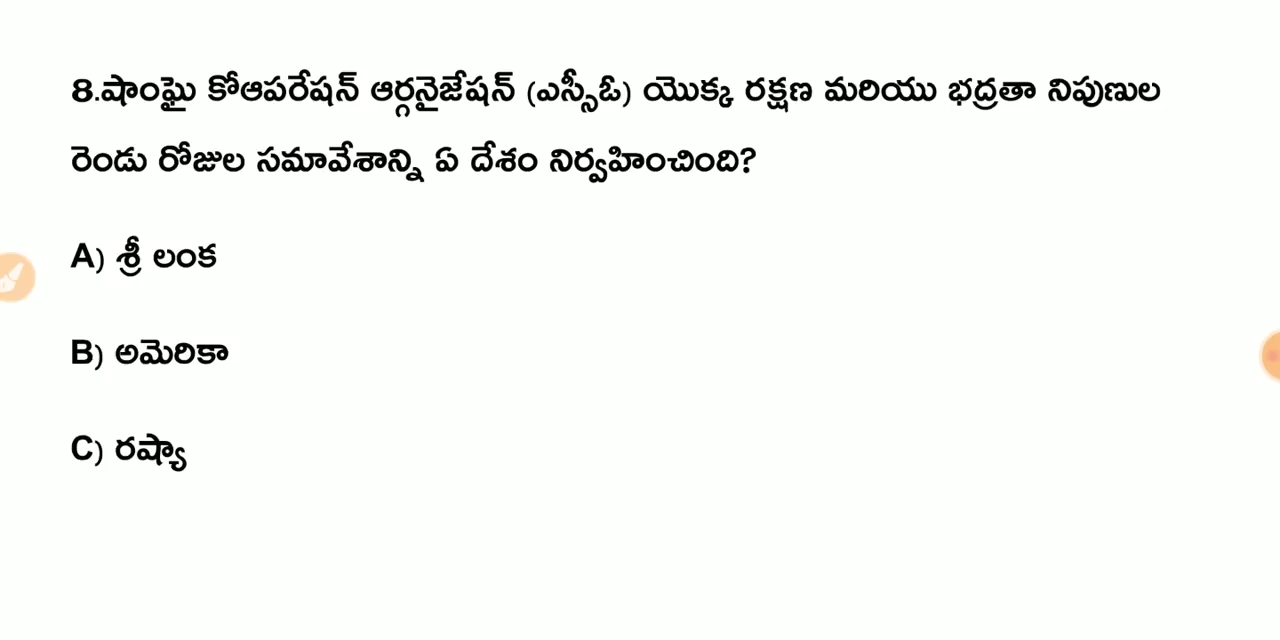 8.షాంఘై కోఆపరేషన్ ఆర్గనైజేషన్ (ఎస్సీఓ) యొక్క రక్షణ మరియు భద్రతా నిపుణుల
రెండు రోజుల సమావేశాన్ని ఏ దేశం నిర్వహించింది?
A) శ్రీ లంక
B) అమెరికా
C) రష్యా